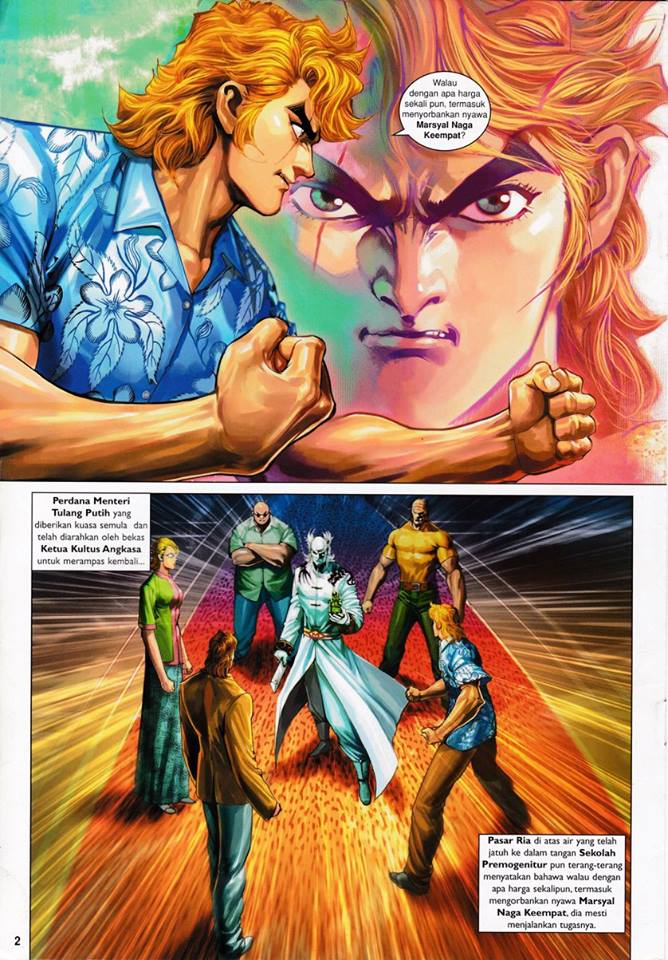 Walau
dengan apa harga
sekali pun, termasuk
menyorbankan nyawa
Marsyal Naga
Keempat?
Perdana Menteri
Tulang Putih yang
diberikan kuasa semula dan
telah diarahkan oleh bekas
Ketua Kultus Angkasa
untuk merampas kembali...
Pasar Ria di atas air yang telah
jatuh ke dalam tangan Sekolah
Premogenitur pun terang-terang
menyatakan bahawa walau dengan
apa harga sekalipun, termasuk
mengorbankan nyawa Marsyal
Naga Keempat, dia mesti
menjalankan tugasnya.
2